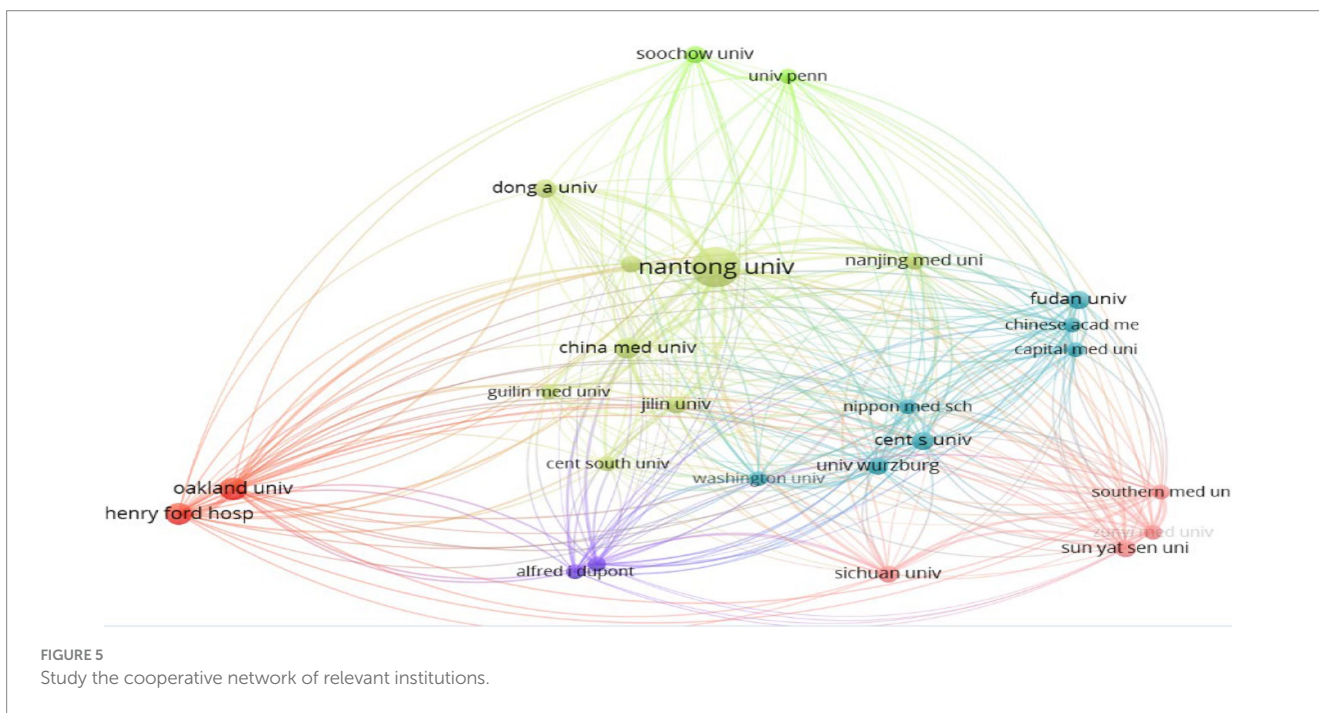 soochow univ
univ penn
dong a univ
nantong univ
nanjing med uni
fudan univ
chinese acad me
china med univ
capital med uni
guilin med univ
jilin univ
nippon med sch
cent s univ
cent south univ
univ wurzburg
washington univ
oakland univ
southern med un
henry ford hosp
zunyi med univ
sun yat sen uni
alfred i dupont
sichuan univ
FIGURE 5
Study the cooperative network of relevant institutions.